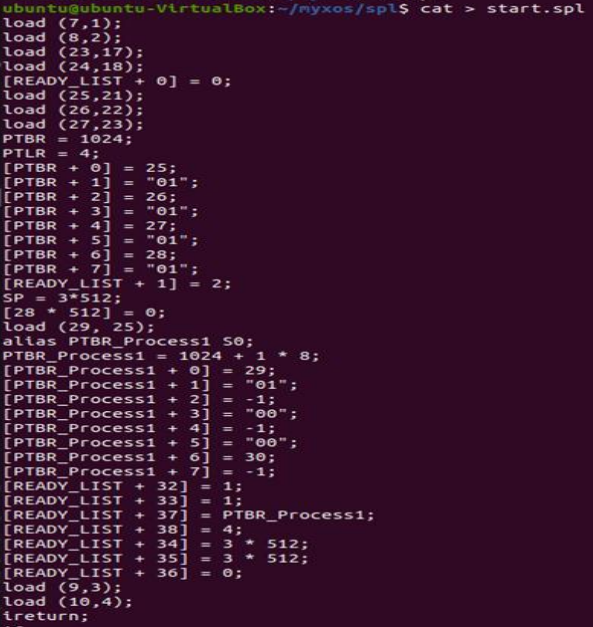 ubuntu@ubuntu-VirtualBox:~/myxos/spl$ cat > start.spl
load (7,1);
load (8,2);
load (23,17);
load (24,18);
[READY_LIST + 0] = 0;
load (25,21);
load (26,22);
load (27,23);
PTBR = 1024;
PTLR = 4;
[PTBR + 0] = 25;
[PTBR + 1] = "01";
[PTBR + 2] = 26;
[PTBR + 3] = "01";
[PTBR + 4] = 27;
[PTBR + 5] = "01";
[PTBR + 6] = 28;
[PTBR + 7] = "01";
[READY_LIST + 1] = 2;
SP = 3*512;
[28 * 512] = 0;
load (29, 25);
alias PTBR_Process1 S0;
PTBR_Process1 = 1024 + 1 * 8;
[PTBR_Process1 + 0] = 29;
[PTBR_Process1 + 1] = "01";
[PTBR_Process1 + 2] = -1;
[PTBR_Process1 + 3] = "00";
[PTBR_Process1 + 4] = -1;
[PTBR_Process1 + 5] = "00";
[PTBR_Process1 + 6] = 30;
[PTBR_Process1 + 7] = -1;
[READY_LIST + 32] = 1;
[READY_LIST + 33] = 1;
[READY_LIST + 37] = PTBR_Process1;
[READY_LIST + 38] = 4;
[READY_LIST + 34] = 3 * 512;
[READY_LIST + 35] = 3 * 512;
[READY_LIST + 36] = 0;
load (9,3);
load (10,4);
ireturn;